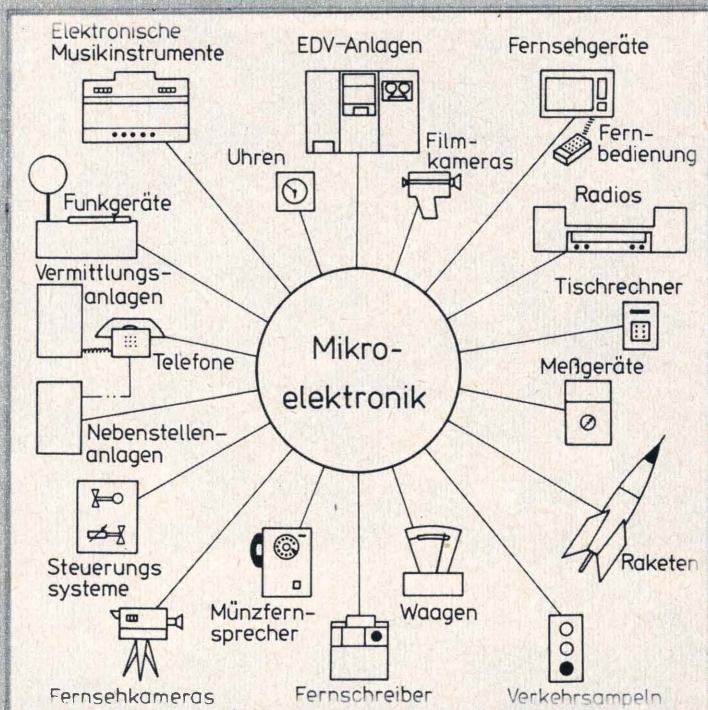 Elektronische
Musikinstrumente
EDV-Anlagen
Fernsehgeräte
Fern-
bedienung
Uhren
Film-
kameras
Funkgeräte
Radios
Vermittlungs-
anlagen
Tischrechner
Telefone
Mikro-
elektronik
Meßgeräte
Nebenstellen-
anlagen
Steuerungs
systeme
Münzfern-
sprecher
Waagen
Raketen
Fernsehkameras
Fernschreiber
Verkehrsampeln